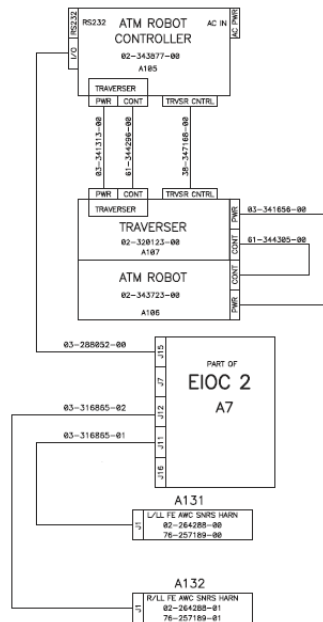 RS232
I/O
RS232
ATM ROBOT
CONTROLLER
02-343877-00
A105
AC IN
AC PWR
TRAVERSER
PWR
CONT
TRVSR CNTRL
03-341313-00
61-344296-00
38-347168-00
PWR
CONT
TRVSR CNTRL
TRAVERSER
TRAVERSER
02-320123-00
A107
PWR
CONT
03-341656-00
61-344305-00
ATM ROBOT
02-343723-00
A106
CONT
PWR
03-288052-00
J15
J7
J12
J11
J16
PART OF
EIOC 2
A7
03-316865-02
03-316865-01
A131
J1
L/LL FE AWC SNRS HARN
02-264288-00
76-257189-00
A132
J1
R/LL FE AWC SNRS HARN
02-264288-01
76-257189-01